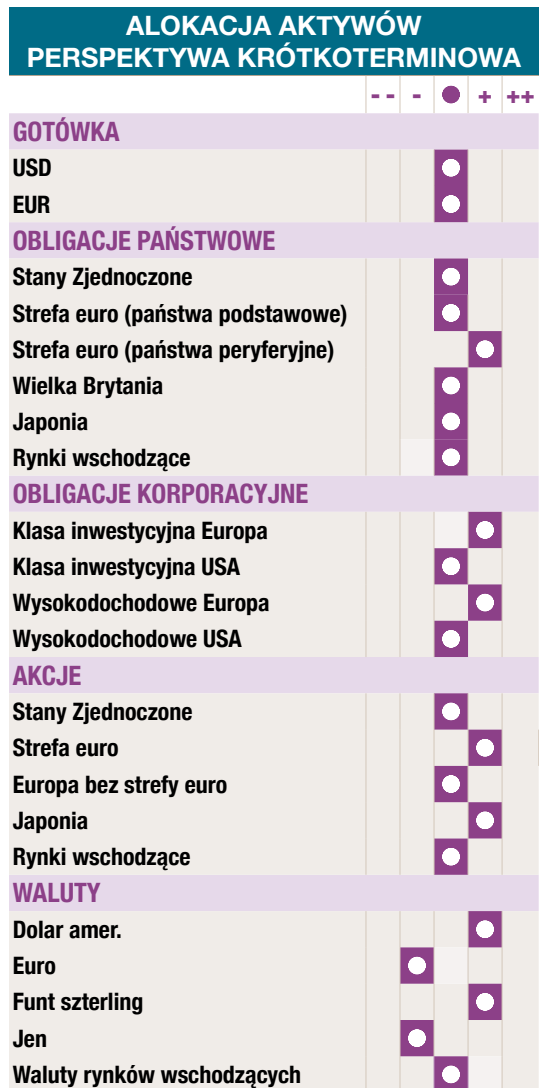 ALOKACJA AKTYWÓW
PERSPEKTYWA KRÓTKOTERMINOWA
-- - ● + ++
GOTÓWKA
USD
EUR
OBLIGACJE PAŃSTWOWE
Stany Zjednoczone
Strefa euro (państwa podstawowe)
Strefa euro (państwa peryferyjne)
Wielka Brytania
Japonia
Rynki wschodzące
OBLIGACJE KORPORACYJNE
Klasa inwestycyjna Europa
Klasa inwestycyjna USA
Wysokodochodowe Europa
Wysokodochodowe USA
AKCJE
Stany Zjednoczone
Strefa euro
Europa bez strefy euro
Japonia
Rynki wschodzące
WALUTY
Dolar amer.
Euro
Funt szterling
Jen
Waluty rynków wschodzących